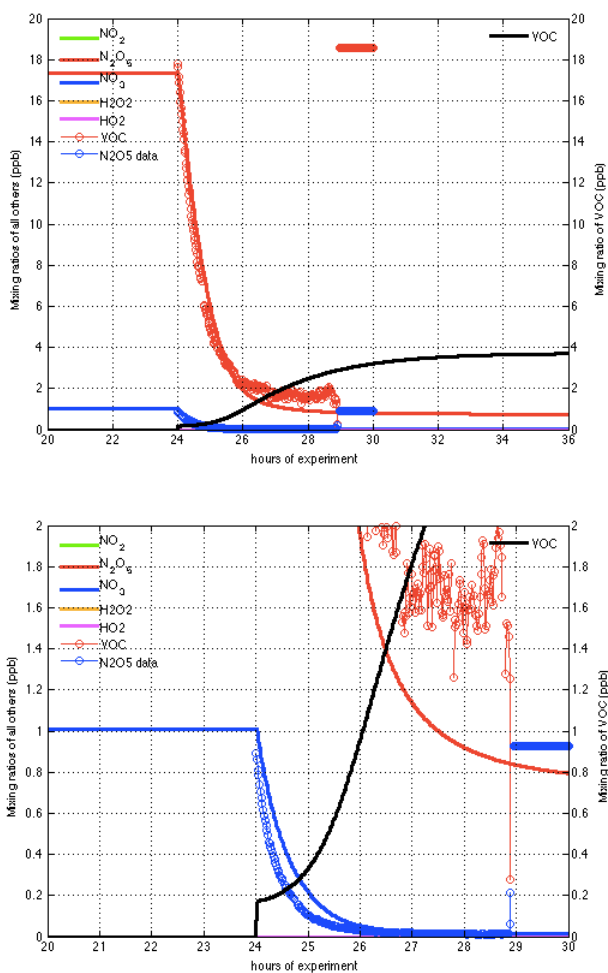 20
18
16
14
12
10
8
6
4
2
0
20
18
16
14
12
10
8
6
4
2
0
Mixing ratios of all others (ppb)
Mixing ratio of VOC (ppb)
NO2
N2O5
NO3
H2O2
HO2
VOC
N2O5 data
VOC
20 22 24 26 28 30 32 34 36
hours of experiment
2
1.8
1.6
1.4
1.2
1
0.8
0.6
0.4
0.2
0
2
1.8
1.6
1.4
1.2
1
0.8
0.6
0.4
0.2
0
Mixing ratios of all others (ppb)
Mixing ratio of VOC (ppb)
NO2
N2O5
NO3
H2O2
HO2
VOC
N2O5 data
VOC
20 21 22 23 24 25 26 27 28 29 30
hours of experiment